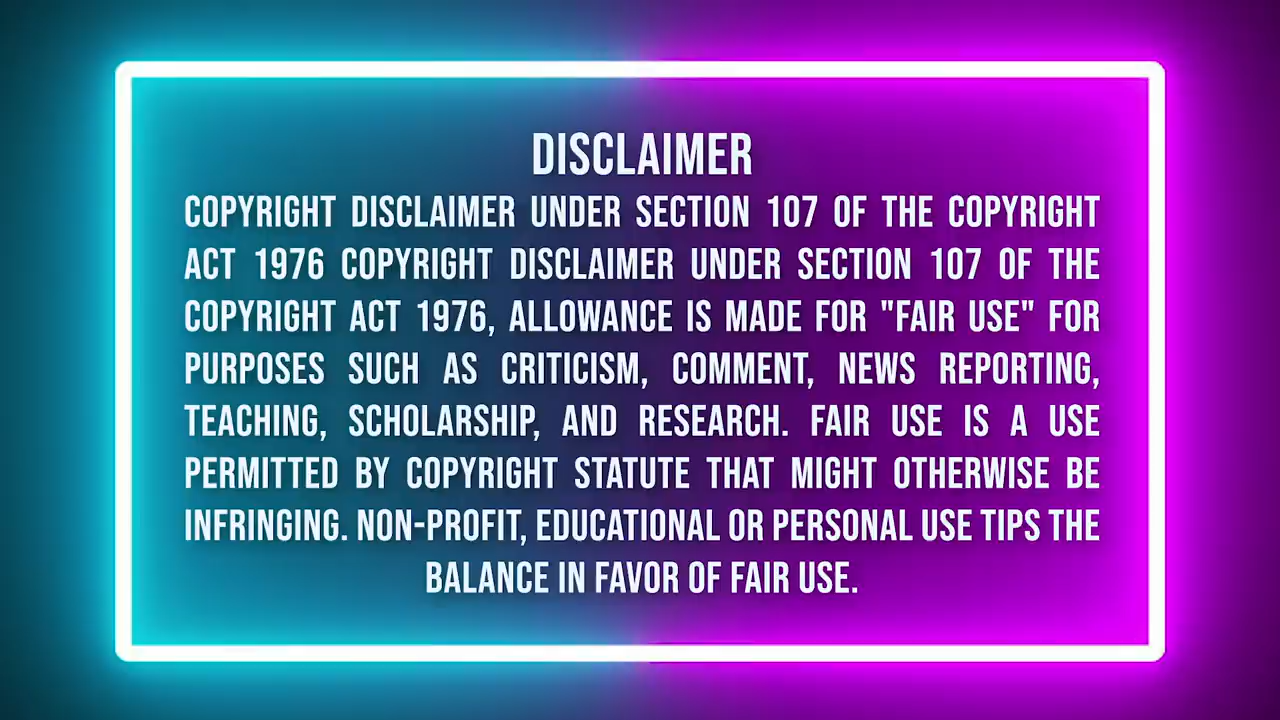 DISCLAIMER
COPYRIGHT DISCLAIMER UNDER SECTION 107 OF THE COPYRIGHT
ACT 1976 COPYRIGHT DISCLAIMER UNDER SECTION 107 OF THE
COPYRIGHT ACT 1976, ALLOWANCE IS MADE FOR "FAIR USE" FOR
PURPOSES SUCH AS CRITICISM, COMMENT, NEWS REPORTING,
TEACHING, SCHOLARSHIP, AND RESEARCH. FAIR USE IS A USE
PERMITTED BY COPYRIGHT STATUTE THAT MIGHT OTHERWISE BE
INFRINGING. NON-PROFIT, EDUCATIONAL OR PERSONAL USE TIPS THE
BALANCE IN FAVOR OF FAIR USE.